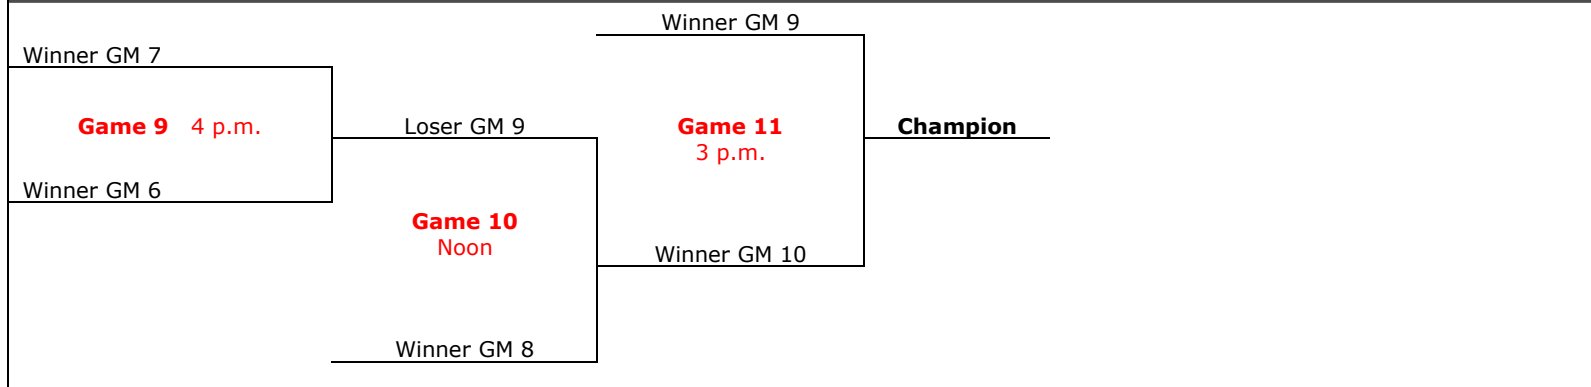 Winner GM 9
Winner GM 7
Game 9 4 p.m.
Loser GM 9
Game 11
3 p.m.
Champion
Winner GM 6
Game 10
Noon
Winner GM 10
Winner GM 8